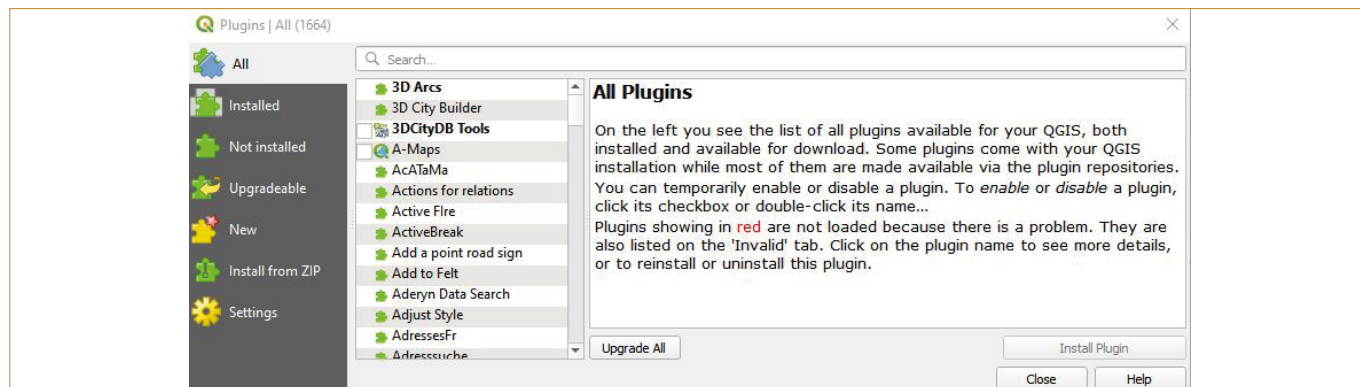 Plugins | All (1664)
Search...
All
Installed
Not installed
Upgradeable
New
Install from ZIP
Settings
3D Arcs
3D City Builder
3DCityDB Tools
A-Maps
AcATaMa
Actions for relations
Active FIre
ActiveBreak
Add a point road sign
Add to Felt
Aderyn Data Search
Adjust Style
AdressesFr
Adresssuche
All Plugins
On the left you see the list of all plugins available for your QGIS, both
installed and available for download. Some plugins come with your QGIS
installation while most of them are made available via the plugin repositories.
You can temporarily enable or disable a plugin. To enable or disable a plugin,
click its checkbox or double-click its name...
Plugins showing in red are not loaded because there is a problem. They are
also listed on the 'Invalid' tab. Click on the plugin name to see more details,
or to reinstall or uninstall this plugin.
Upgrade All
Install Plugin
Close
Help